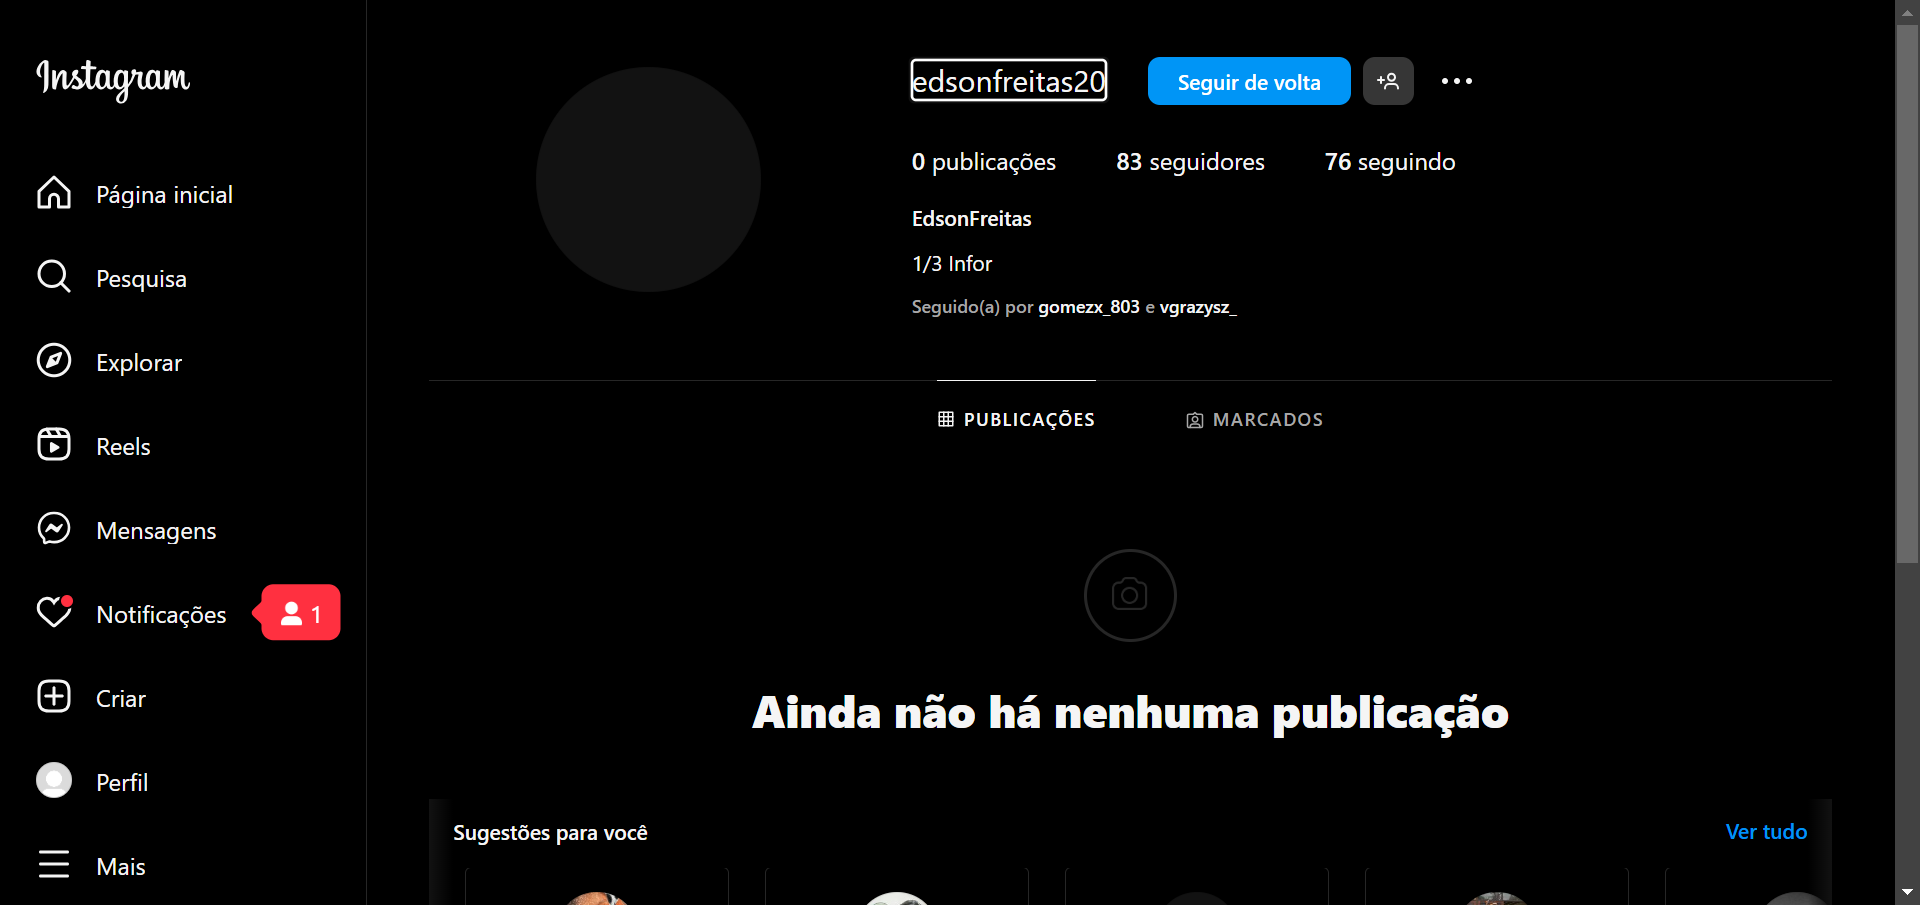 Instagram
Página inicial
Pesquisa
Explorar
Reels
Mensagens
Notificações
1
Criar
Perfil
Mais
edsonfreitas20
Seguir de volta
0 publicações 83 seguidores 76 seguindo
EdsonFreitas
1/3 Infor
Seguido(a) por gomezx_803 e vgrazysz_
PUBLICAÇÕES MARCADOS
Ainda não há nenhuma publicação
Sugestões para você
Ver tudo